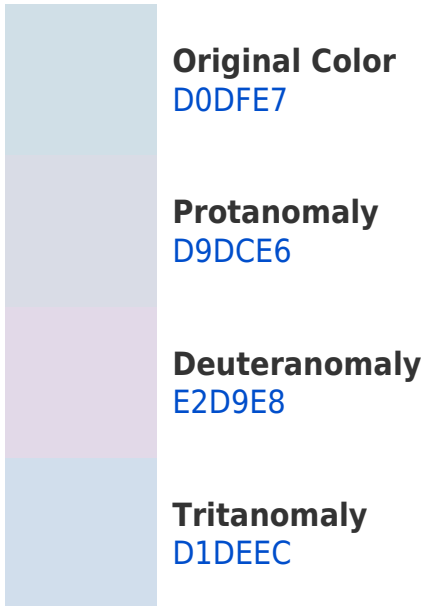 Original Color
D0DFE7
Protanomaly
D9DCE6
Deuteranomaly
E2D9E8
Tritanomaly
D1DEEC